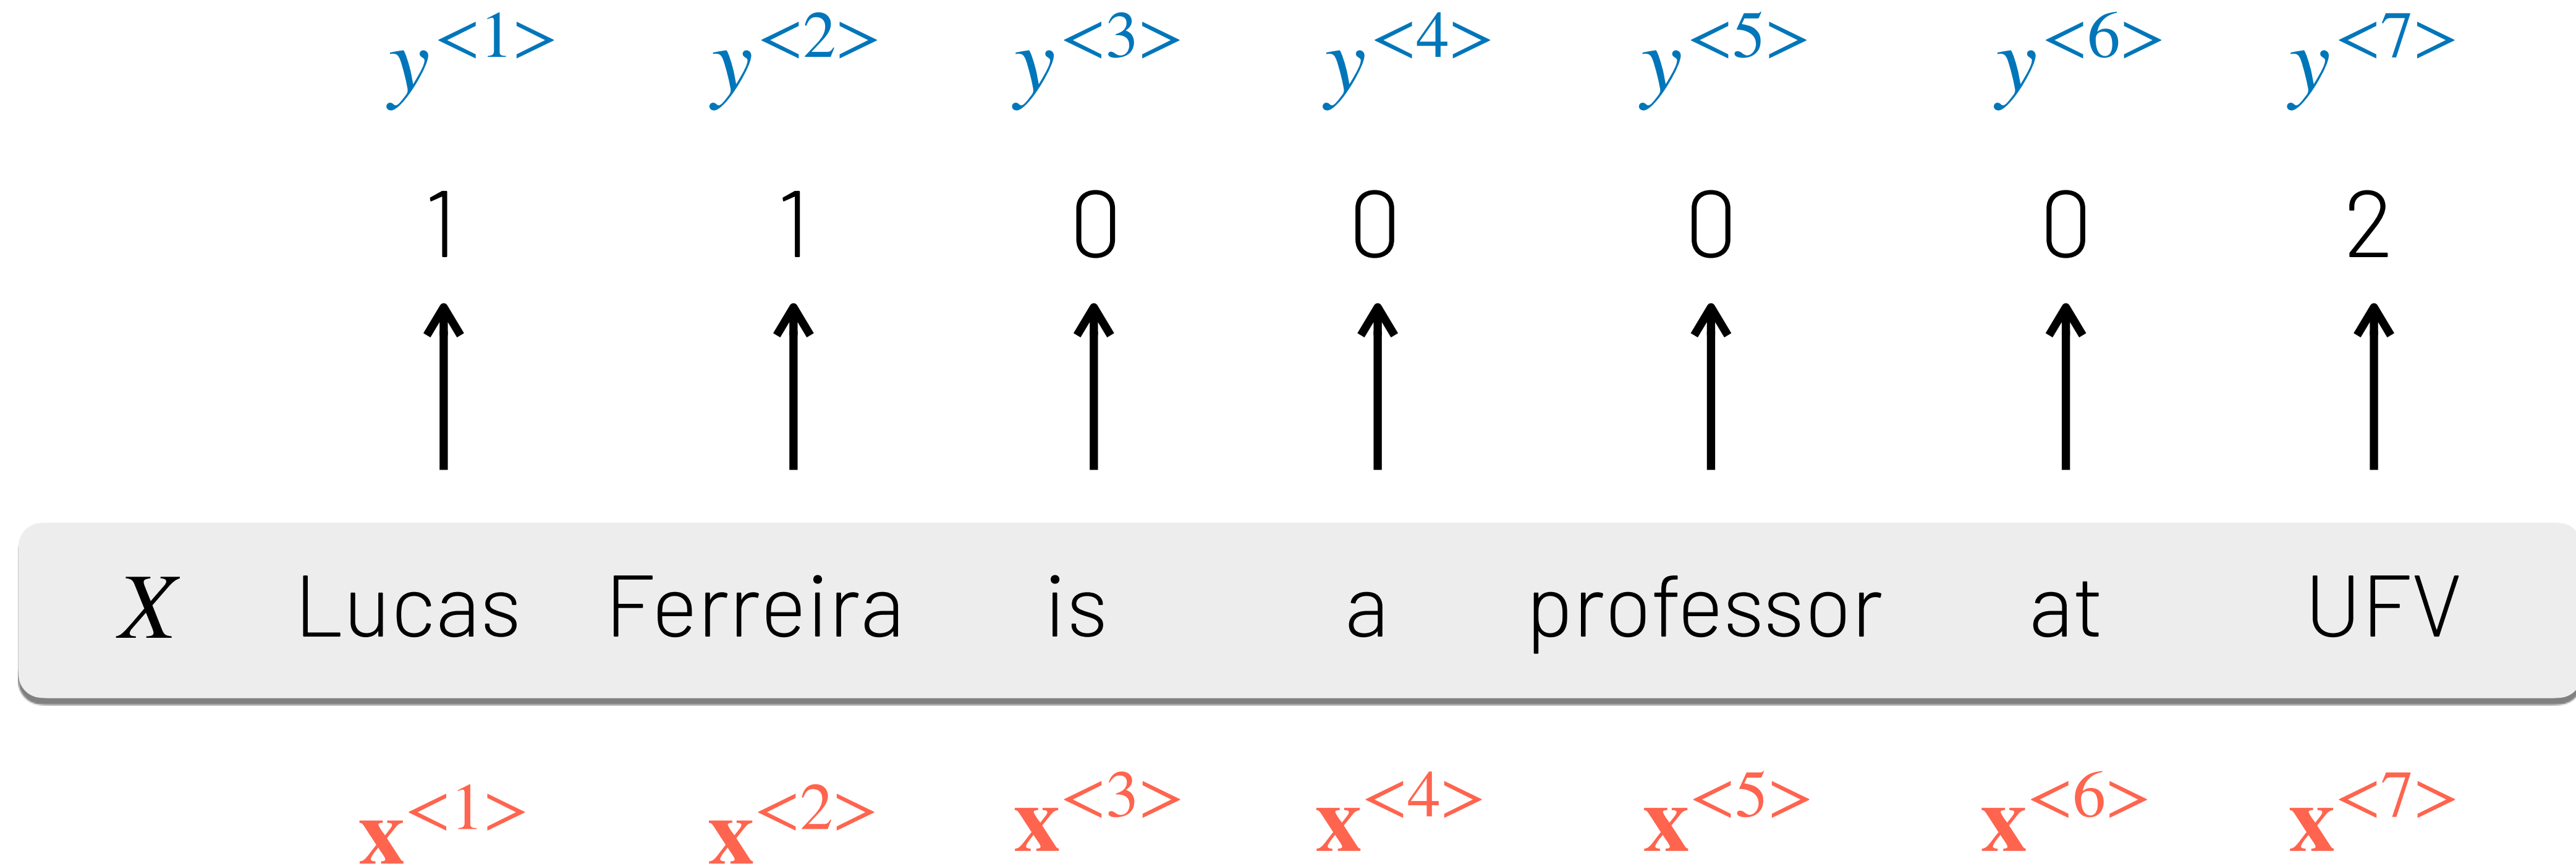 y<1> y<2> y<3> y<4> y<5> y<6> y<7>
1 1 0 0 0 0 2
X Lucas Ferreira is a professor at UFV
x<1> x<2> x<3> x<4> x<5> x<6> x<7>